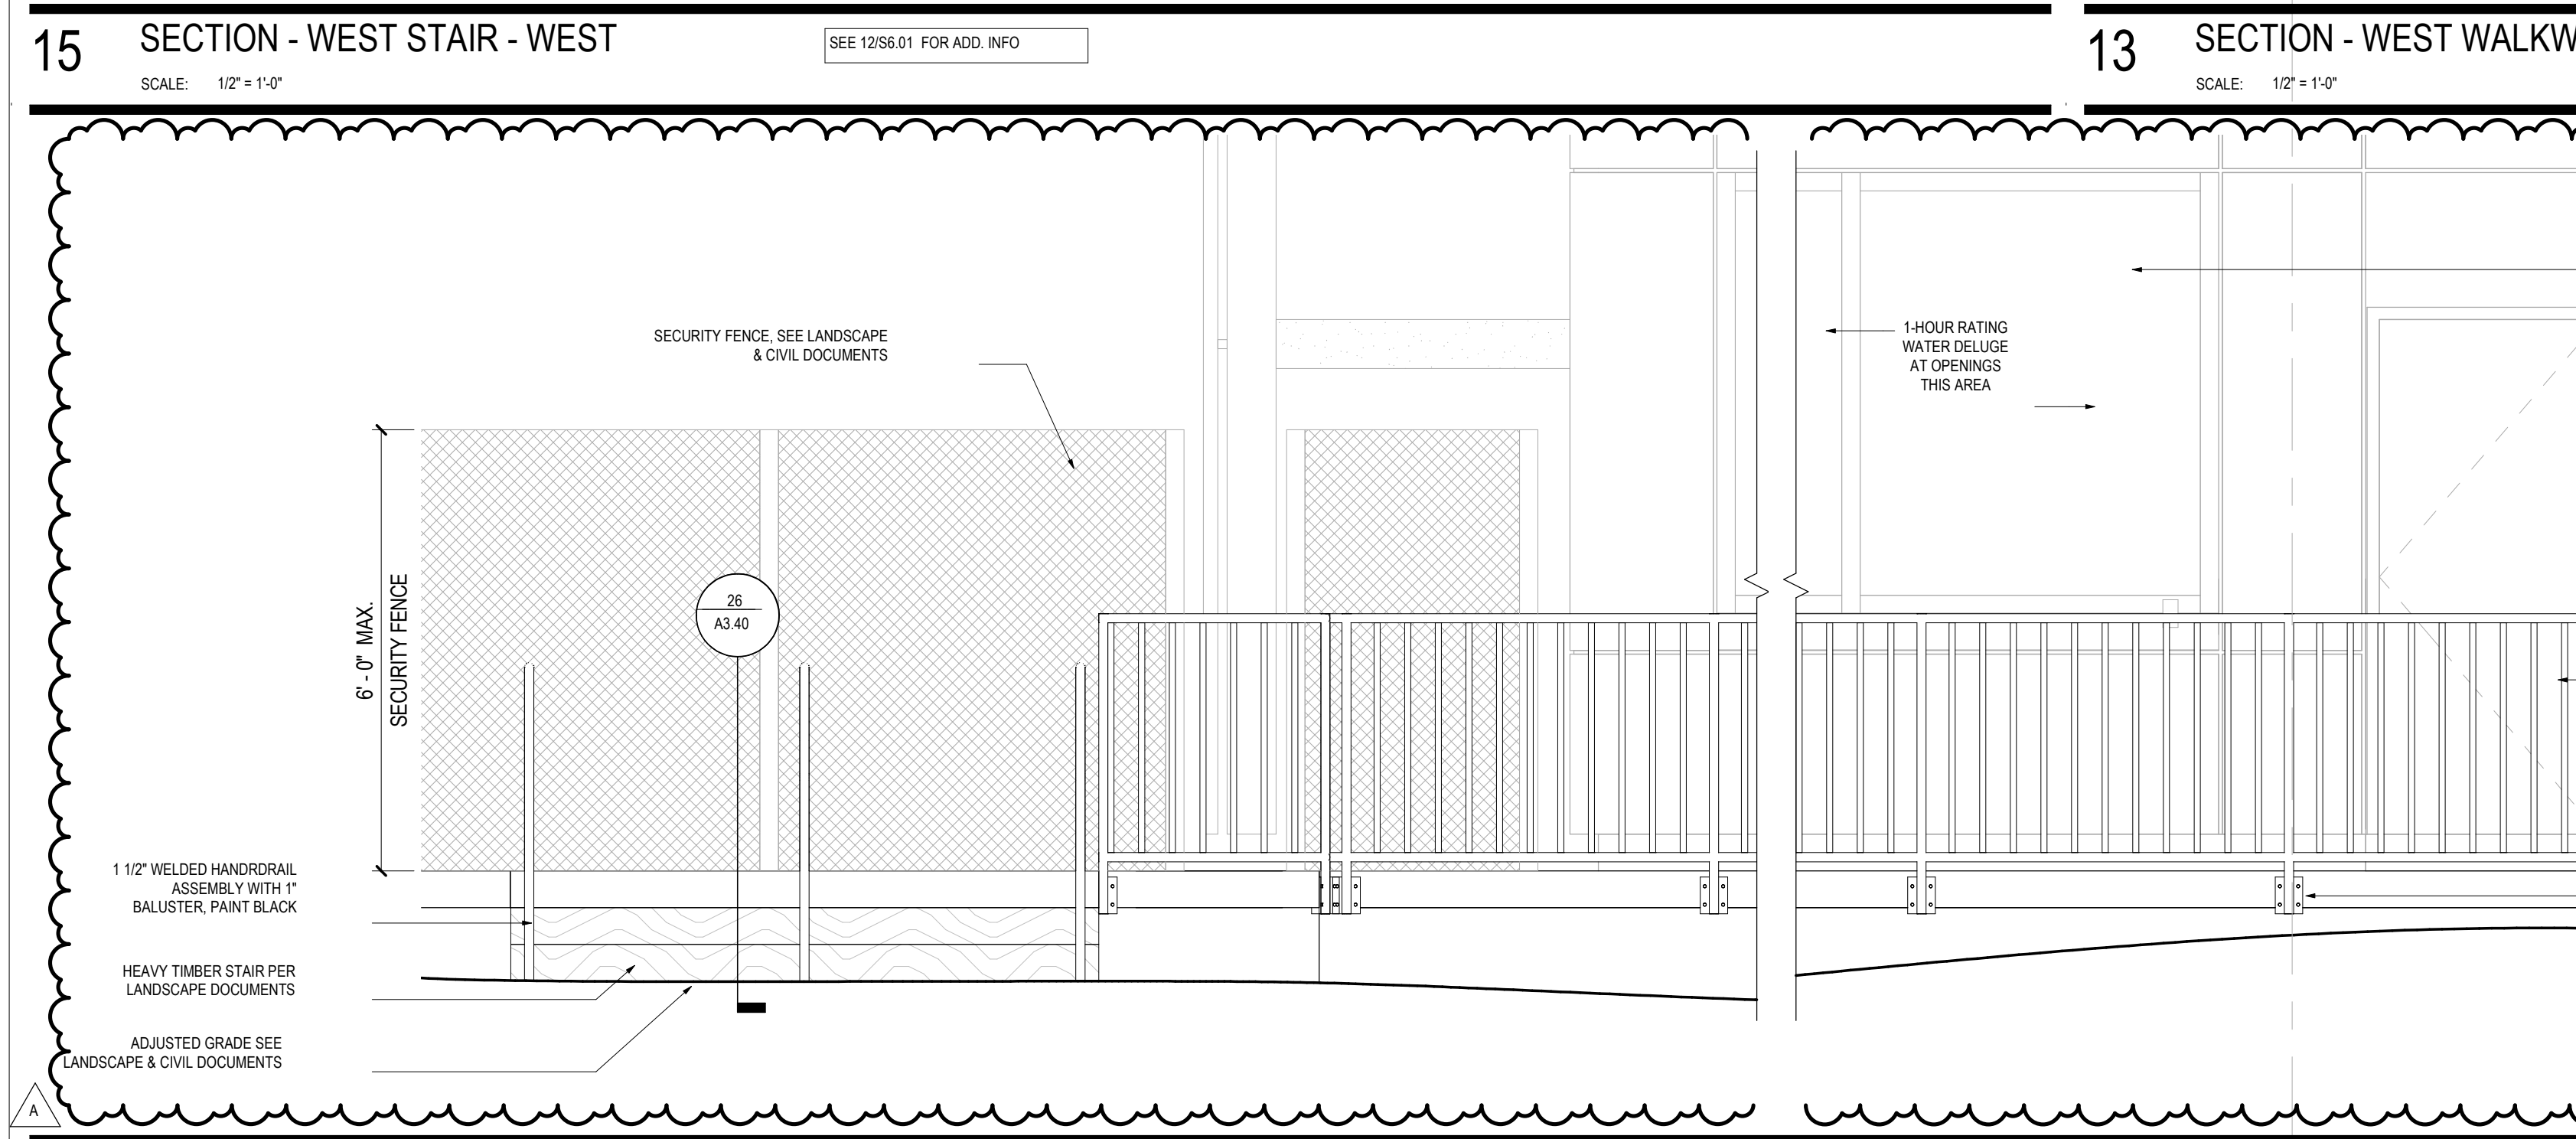 15
SECTION - WEST STAIR - WEST
SCALE: 1/2" = 1'-0"
SEE 12/S6.01 FOR ADD. INFO
13
SECTION - WEST WALKW
SCALE: 1/2" = 1'-0"
SECURITY FENCE, SEE LANDSCAPE
& CIVIL DOCUMENTS
1-HOUR RATING
WATER DELUGE
AT OPENINGS
THIS AREA
26
A3.40
6' - 0" MAX.
SECURITY FENCE
1 1/2" WELDED HANDRDRAIL
ASSEMBLY WITH 1"
BALUSTER, PAINT BLACK
HEAVY TIMBER STAIR PER
LANDSCAPE DOCUMENTS
ADJUSTED GRADE SEE
LANDSCAPE & CIVIL DOCUMENTS
A